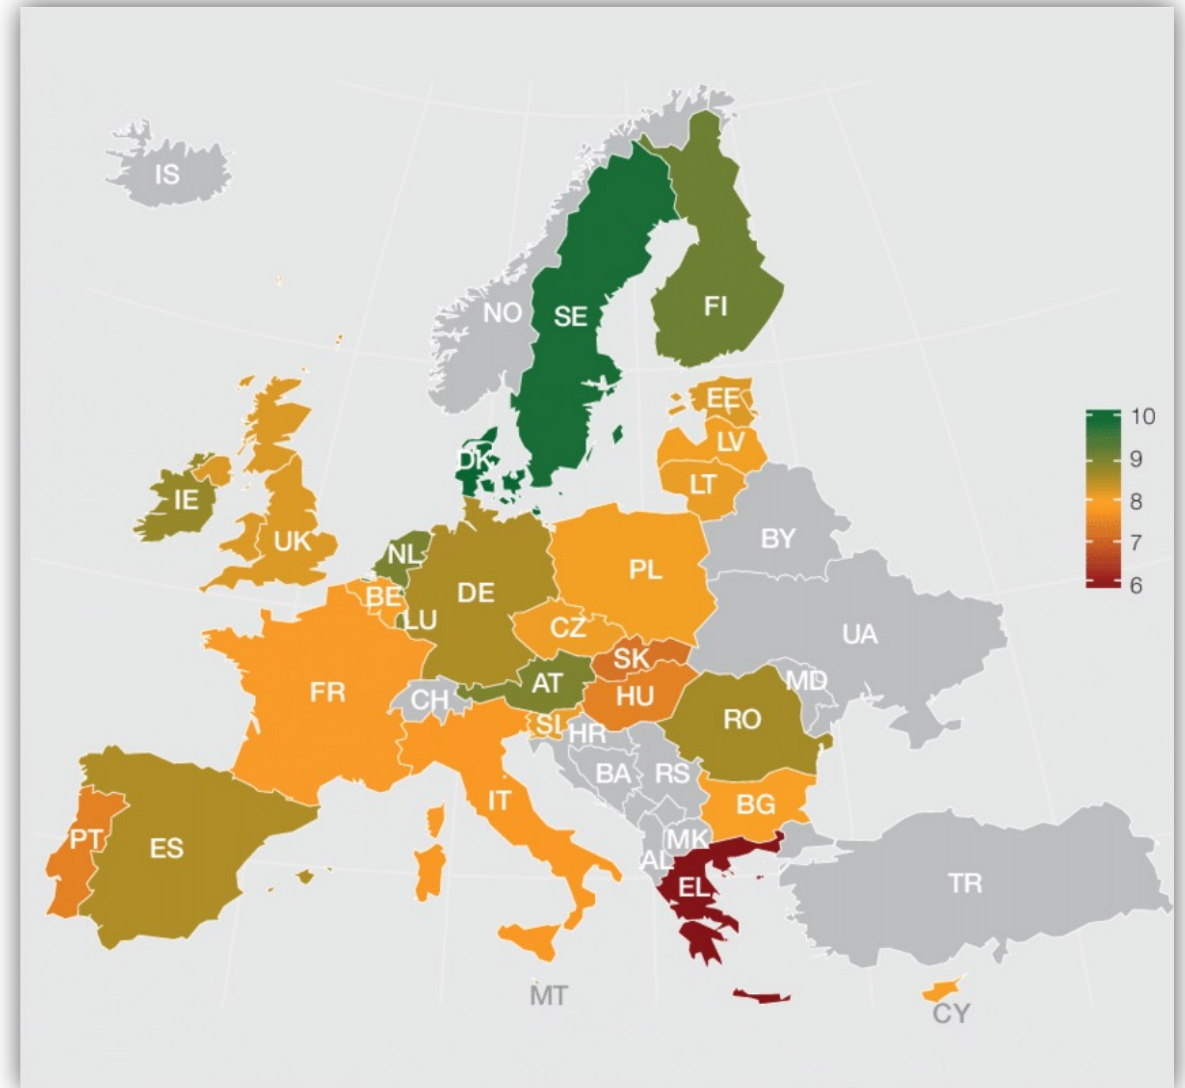 IS
NO
SE
FI
EE
LV
LT
DK
IE
UK
NL
BE
LU
DE
PL
BY
CZ
UA
SK
AT
HU
MD
FR
CH
SI
HR
RO
BA
RS
IT
BG
PT
ES
MK
AL
EL
TR
MT
CY
10
9
8
7
6